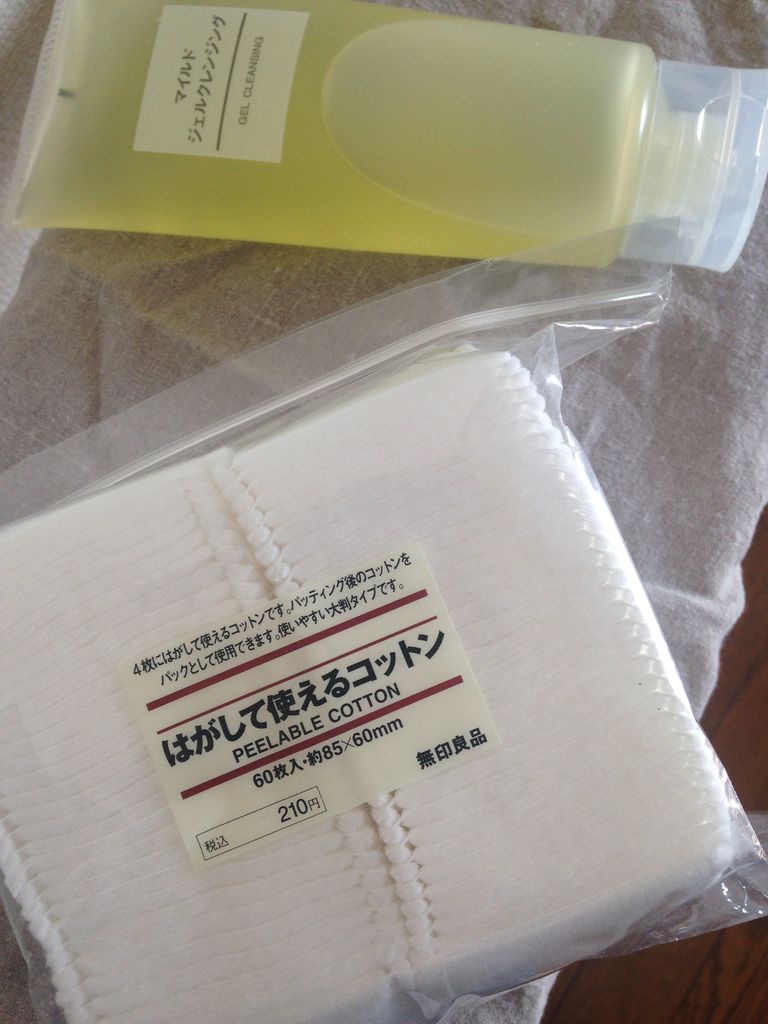 マイルド
ジェルクレンジング
GEL CLEANSING
4枚にはがして使えるコットンです。パッティング後のコットンを
パックとして使用できます。使いやすい大判タイプです。
はがして使えるコットン
PEELABLE COTTON
60枚入・約85×60mm
無印良品
税込 210円